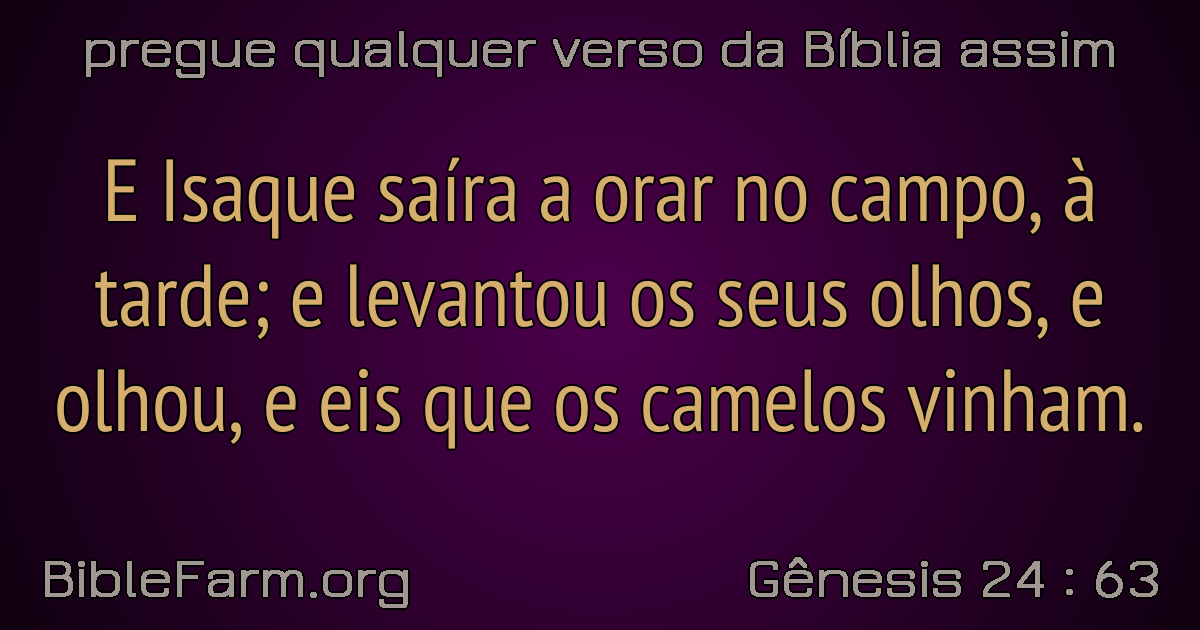 pregue qualquer verso da Bíblia assim
E Isaque saíra a orar no campo, à
tarde; e levantou os seus olhos, e
olhou, e eis que os camelos vinham.
BibleFarm.org
Gênesis 24 : 63